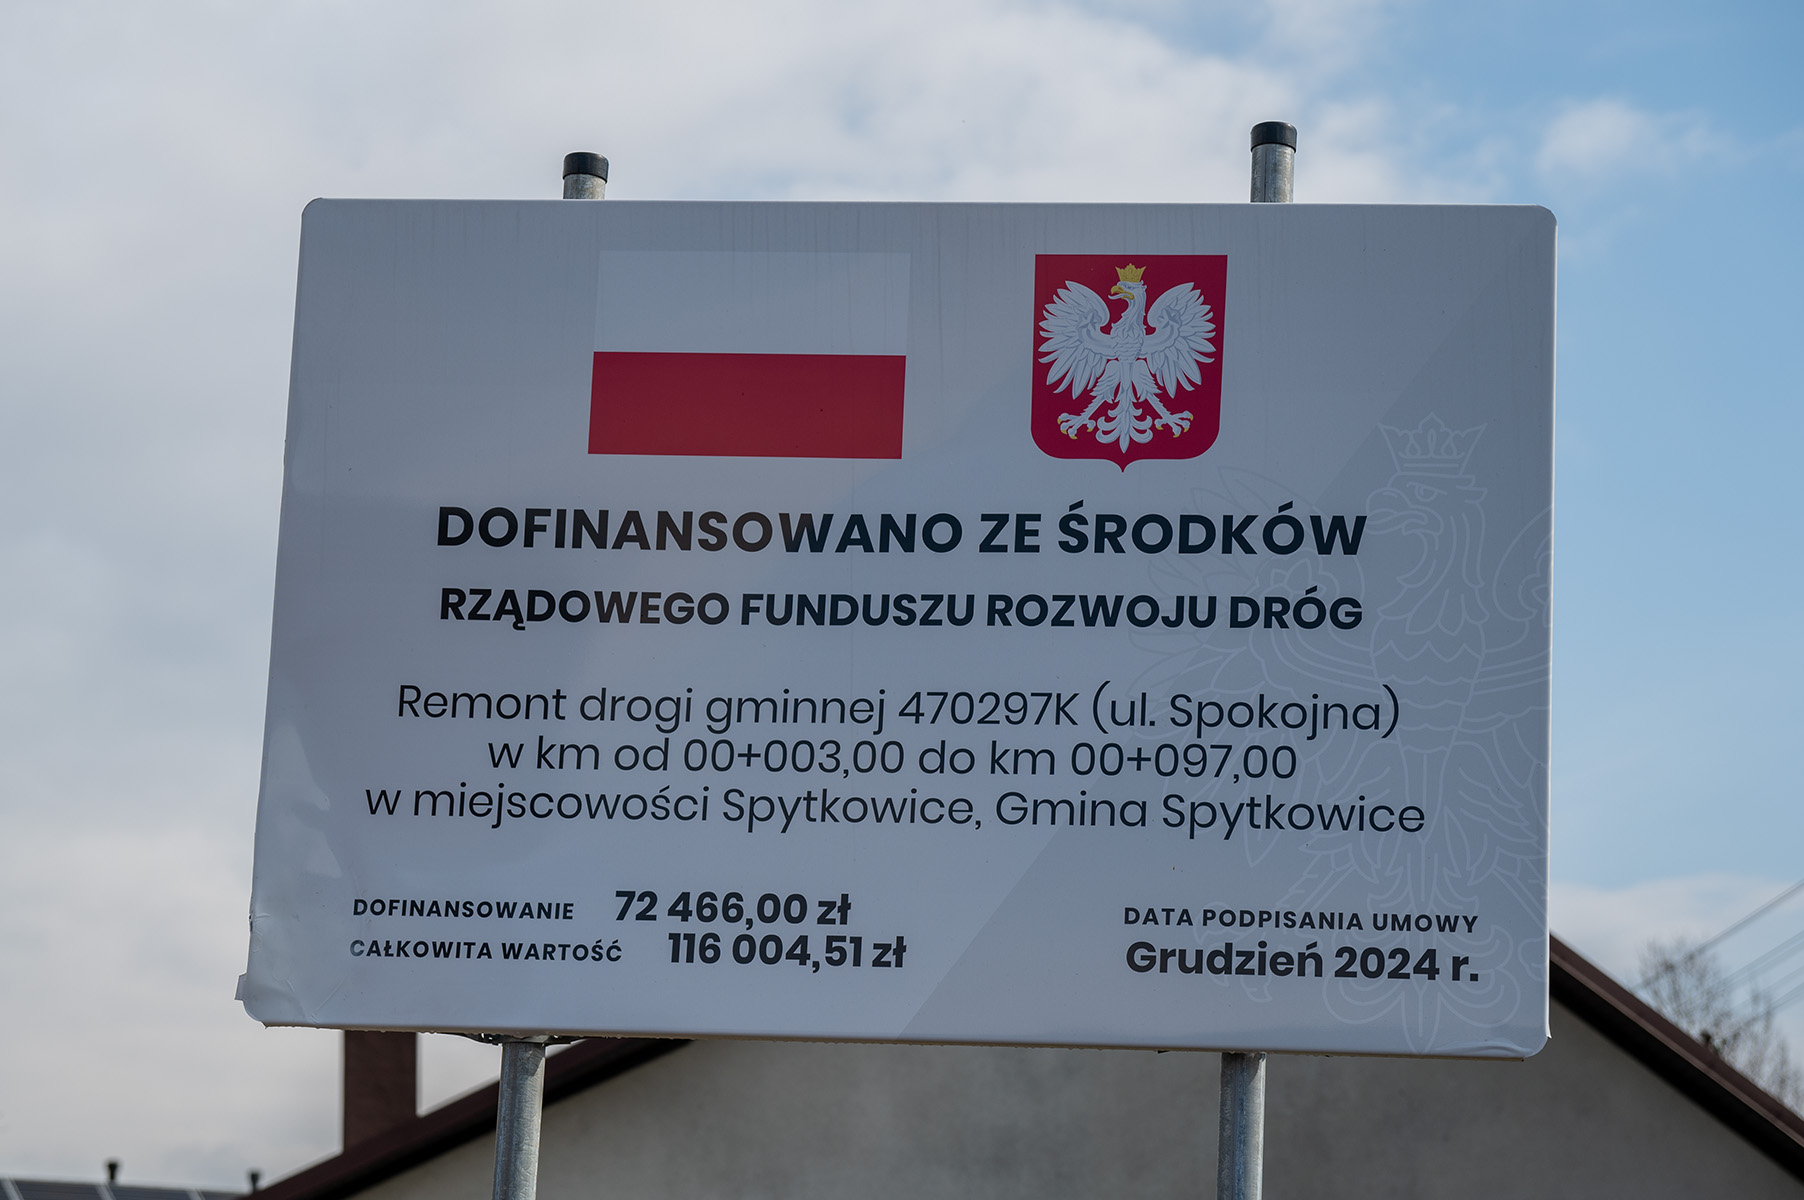 DOFINANSOWANO ZE ŚRODKÓW
RZĄDOWEGO FUNDUSZU ROZWOJU DRÓG
Remont drogi gminnej 470297K (ul. Spokojna)
w km od 00+003,00 do km 00+097,00
w miejscowości Spytkowice, Gmina Spytkowice
DOFINANSOWANIE 72 466,00 zł
CAŁKOWITA WARTOŚĆ 116 004,51 zł
DATA PODPISANIA UMOWY
Grudzień 2024 r.